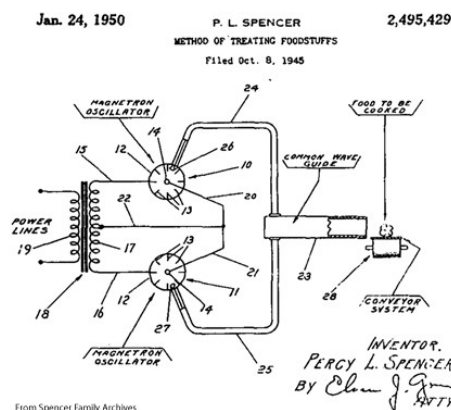 Jan. 24, 1950 P. L. SPENCER 2,495,429
METHOD OF TREATING FOODSTUFFS
Filed Oct. 8, 1945
24
MAGNETRON OSCILLATOR
FOOD TO BE COOKED
14
15 12 26
10
COMMON WAVE GUIDE
13 20
22
POWER LINES
19 17 13
21
23
12 11 28
18 16 14
27
CONVEYOR SYSTEM
MAGNETRON OSCILLATOR
25
INVENTOR.
PERCY L. SPENCER
BY
ATTY
From Spencer Family Archives